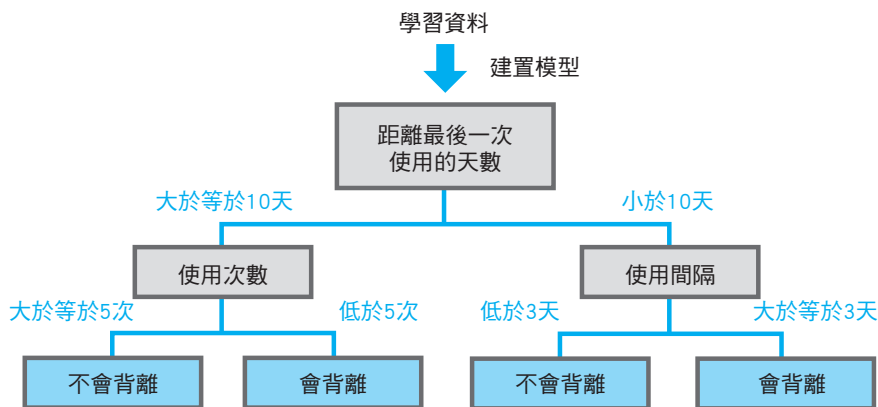 學習資料
建置模型
距離最後一次
使用的天數
大於等於10天
小於10天
使用次數
使用間隔
大於等於5次
低於5次
低於3天
大於等於3天
不會背離
會背離
不會背離
會背離